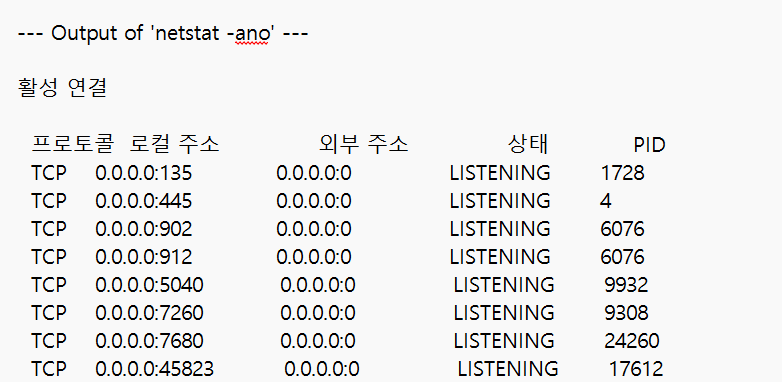 --- Output of 'netstat -ano' ---
활성 연결
프로토콜 로컬 주소 외부 주소 상태 PID
TCP 0.0.0.0:135 0.0.0.0:0 LISTENING 1728
TCP 0.0.0.0:445 0.0.0.0:0 LISTENING 4
TCP 0.0.0.0:902 0.0.0.0:0 LISTENING 6076
TCP 0.0.0.0:912 0.0.0.0:0 LISTENING 6076
TCP 0.0.0.0:5040 0.0.0.0:0 LISTENING 9932
TCP 0.0.0.0:7260 0.0.0.0:0 LISTENING 9308
TCP 0.0.0.0:7680 0.0.0.0:0 LISTENING 24260
TCP 0.0.0.0:45823 0.0.0.0:0 LISTENING 17612